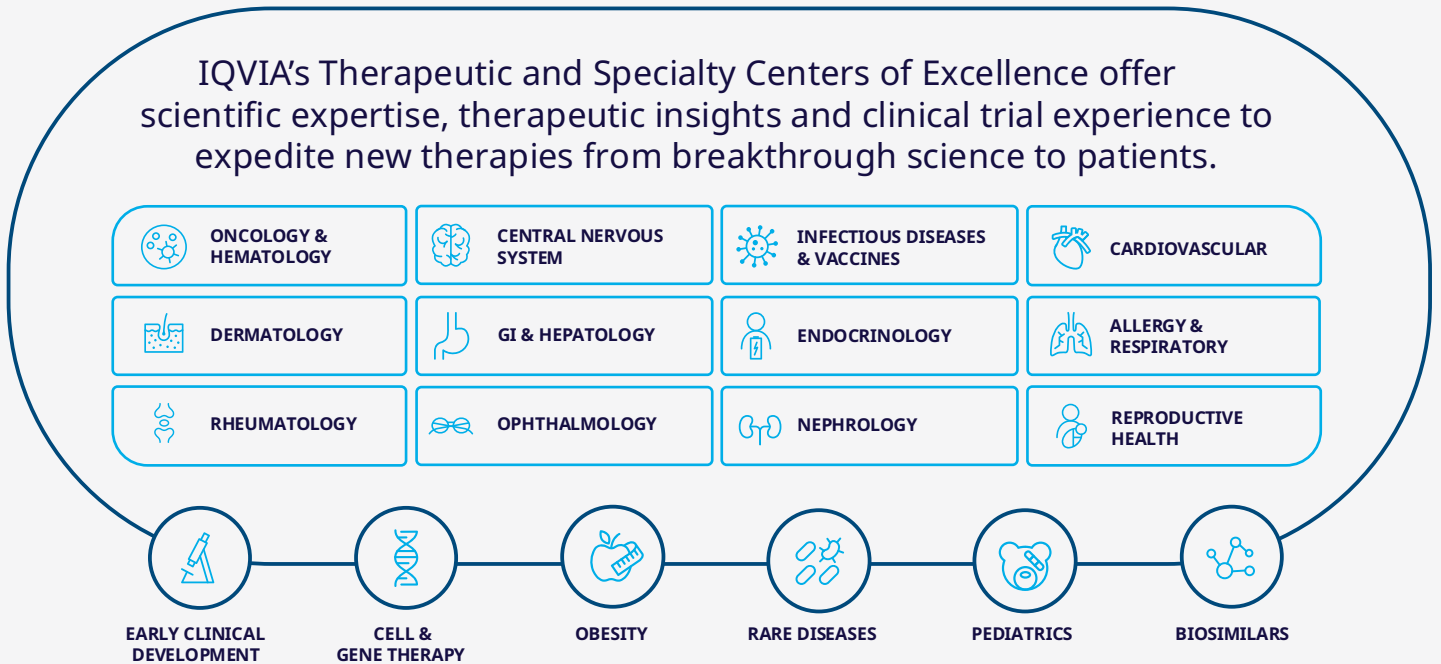 IQVIA’s Therapeutic and Specialty Centers of Excellence offer
scientific expertise, therapeutic insights and clinical trial experience to
expedite new therapies from breakthrough science to patients.
ONCOLOGY &
HEMATOLOGY
CENTRAL NERVOUS
SYSTEM
INFECTIOUS DISEASES
& VACCINES
CARDIOVASCULAR
DERMATOLOGY
GI & HEPATOLOGY
ENDOCRINOLOGY
ALLERGY &
RESPIRATORY
RHEUMATOLOGY
OPHTHALMOLOGY
NEPHROLOGY
REPRODUCTIVE
HEALTH
EARLY CLINICAL
DEVELOPMENT
CELL &
GENE THERAPY
OBESITY
RARE DISEASES
PEDIATRICS
BIOSIMILARS